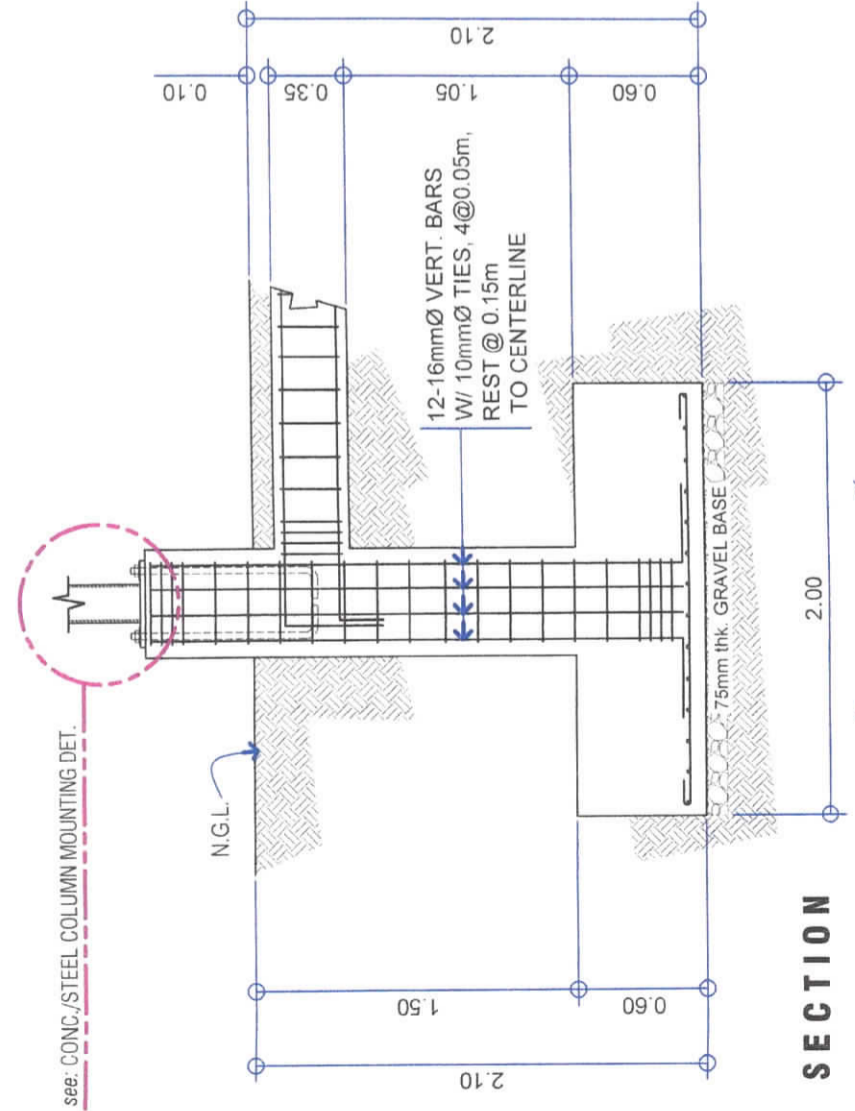 see: CONC./STEEL COLUMN MOUNTING DET.
N.G.L.
0.10
0.35
1.05
0.60
2.10
12-16mmØ VERT. BARS
W/ 10mmØ TIES, 4@0.05m,
REST @ 0.15m
TO CENTERLINE
1.50
0.60
2.10
75mm thk. GRAVEL BASE
2.00
SECTION